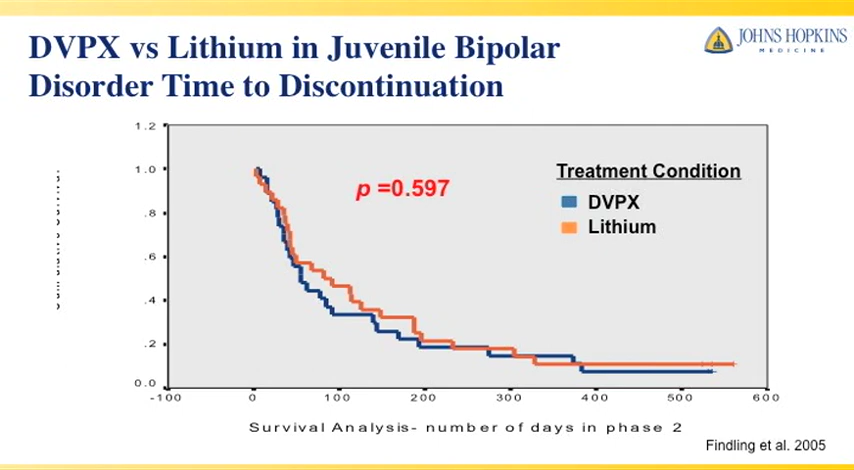 DVPX vs Lithium in Juvenile Bipolar
Disorder Time to Discontinuation
JOHNS HOPKINS
MEDICINE
1.2
1.0
.8
.6
.4
.2
0.0
p =0.597
Treatment Condition
DVPX
Lithium
-100 0 100 200 300 400 500 600
Survival Analysis- number of days in phase 2
Findling et al. 2005